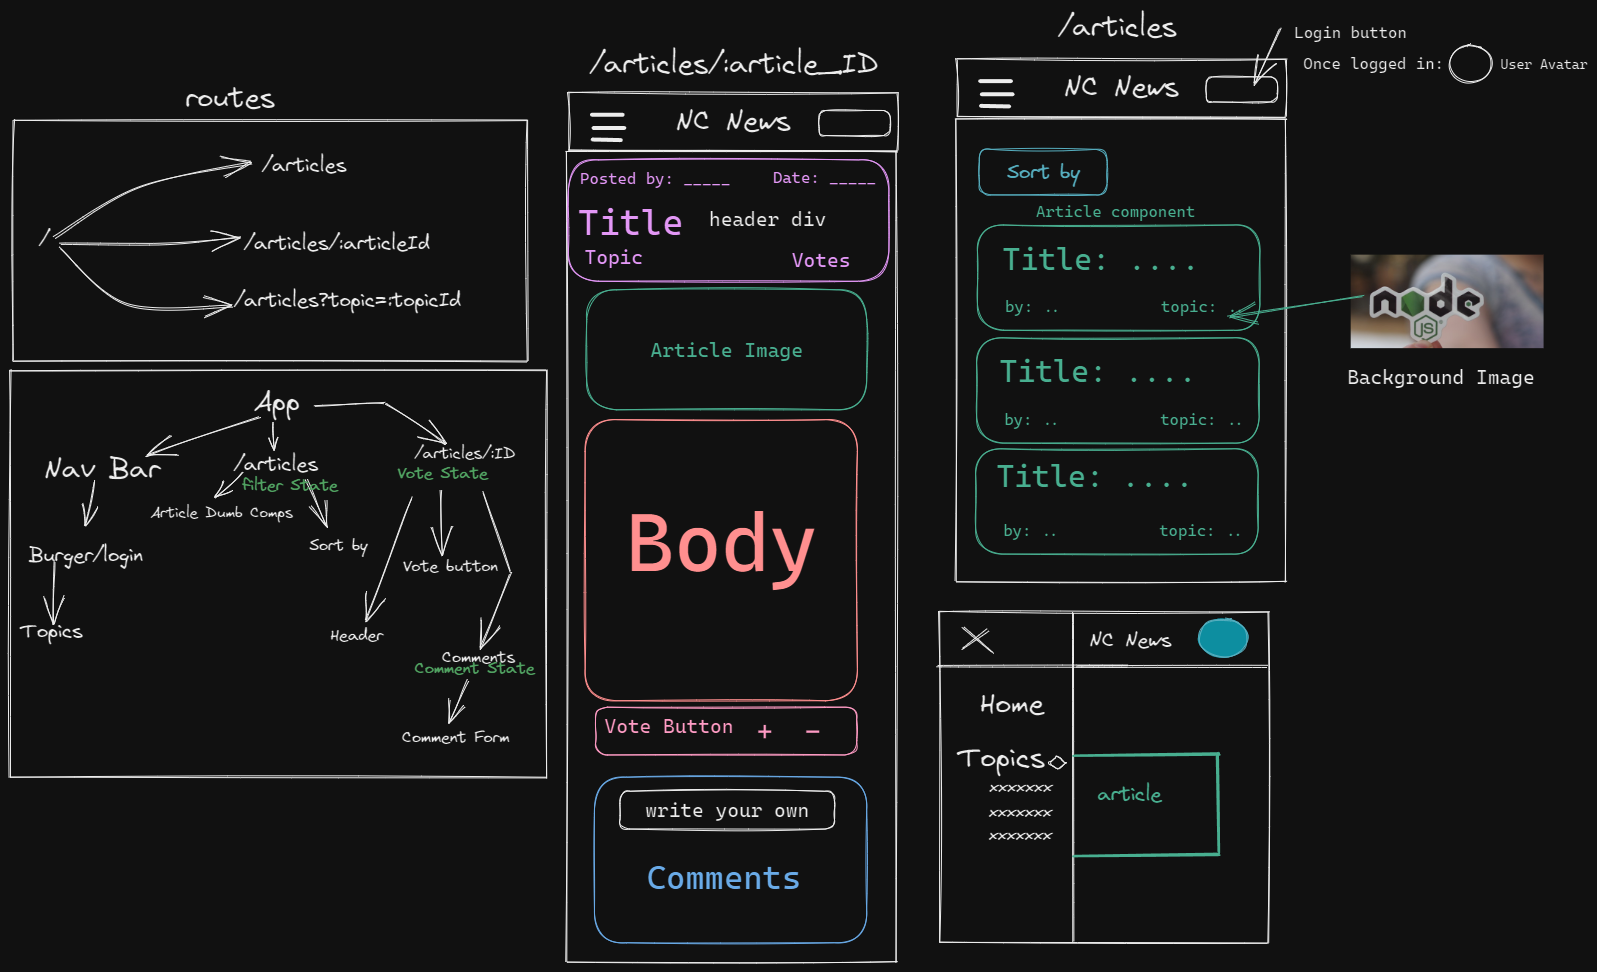 routes
/
/articles
/articles/:articleId
/articles?topic=:topicId
App
Nav Bar
/articles
filter State
Article Dumb Comps
Sort by
/articles/:ID
Vote State
Burger/login
Topics
Vote button
Header
Comments
Comment State
Comment Form
/articles/:article_ID
NC News
Posted by: _____ Date: _____
Title header div
Topic Votes
Article Image
Body
Vote Button + -
write your own
Comments
/articles
Login button
Once logged in: User Avatar
NC News
Sort by
Article component
Title: ....
by: .. topic: ..
Title: ....
by: .. topic: ..
Title: ....
by: .. topic: ..
node
JS
Background Image
X NC News
Home
Topics
xxxxxxx
xxxxxxx
xxxxxxx
article